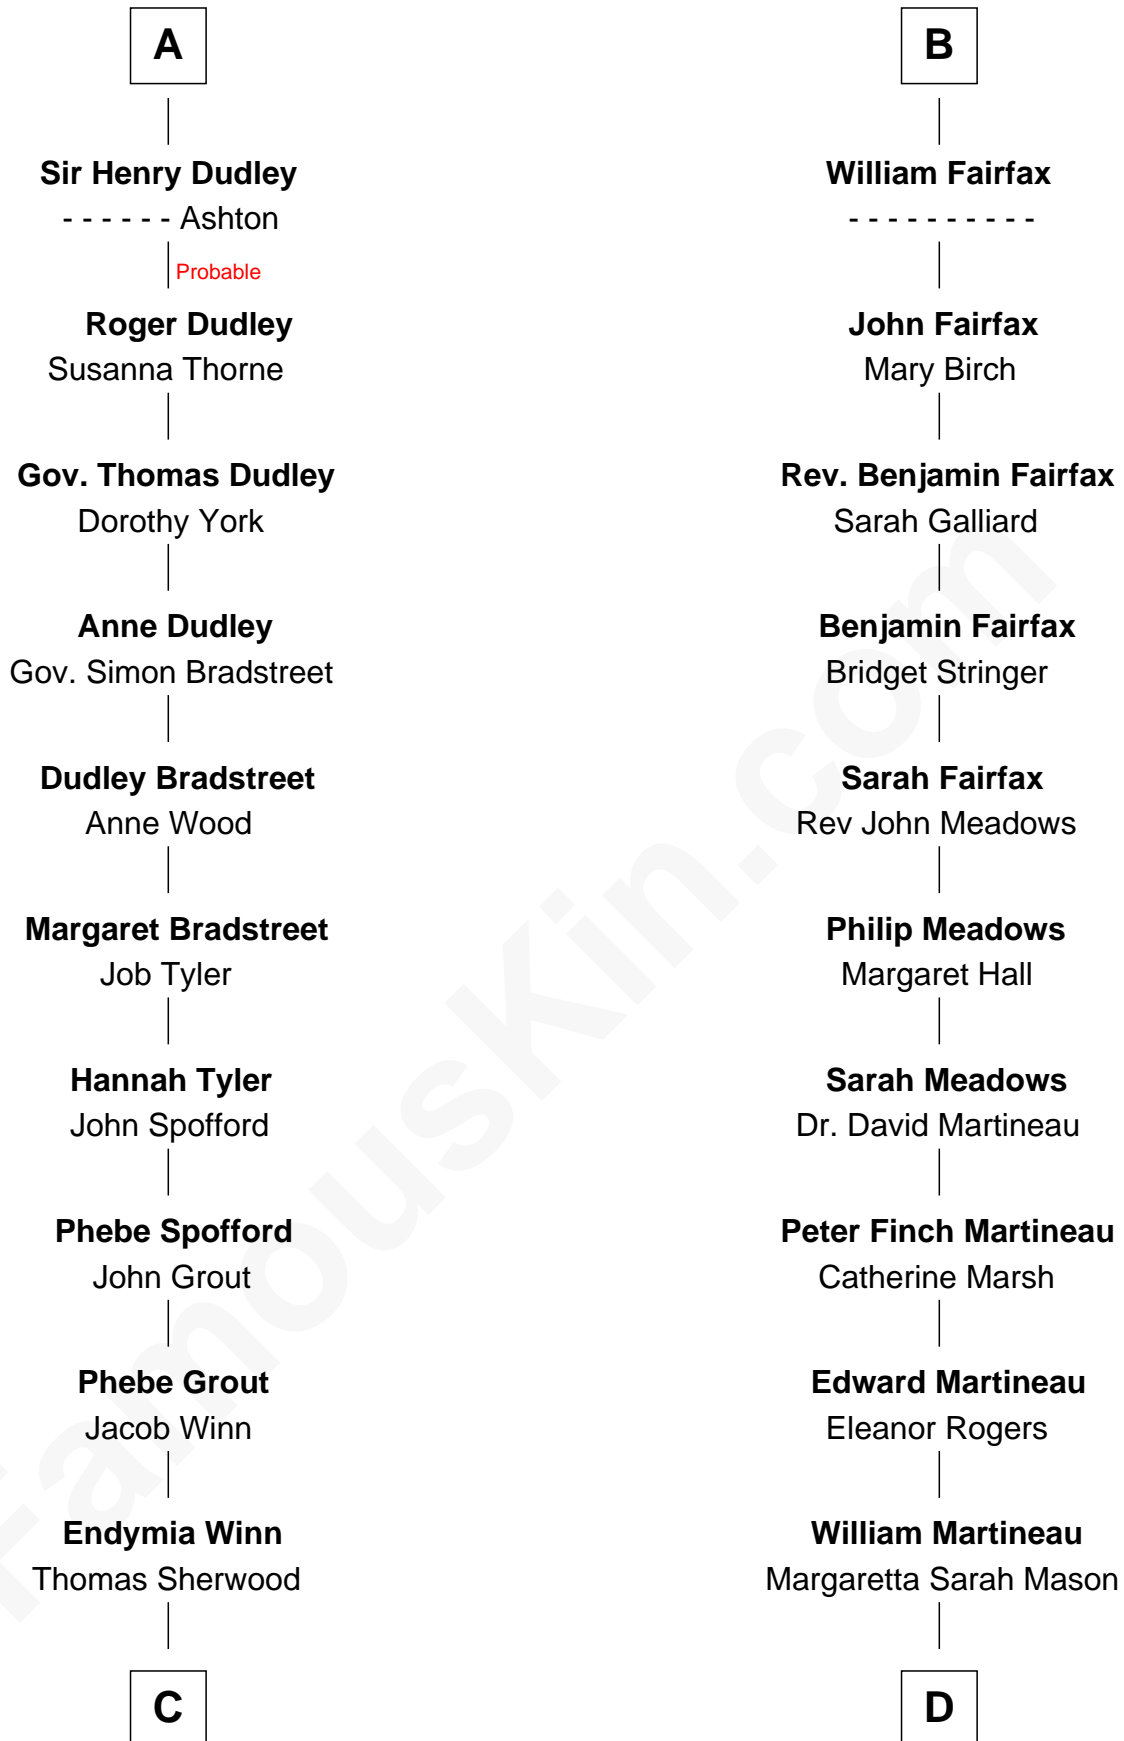 A
Sir Henry Dudley
- - - - - - Ashton
Probable
Roger Dudley
Susanna Thorne
Gov. Thomas Dudley
Dorothy York
Anne Dudley
Gov. Simon Bradstreet
Dudley Bradstreet
Anne Wood
Margaret Bradstreet
Job Tyler
Hannah Tyler
John Spofford
Phebe Spofford
John Grout
Phebe Grout
Jacob Winn
Endymia Winn
Thomas Sherwood
C
B
William Fairfax
- - - - - - - - - -
John Fairfax
Mary Birch
Rev. Benjamin Fairfax
Sarah Galliard
Benjamin Fairfax
Bridget Stringer
Sarah Fairfax
Rev John Meadows
Philip Meadows
Margaret Hall
Sarah Meadows
Dr. David Martineau
Peter Finch Martineau
Catherine Marsh
Edward Martineau
Eleanor Rogers
William Martineau
Margaretta Sarah Mason
D
FamousKin.com